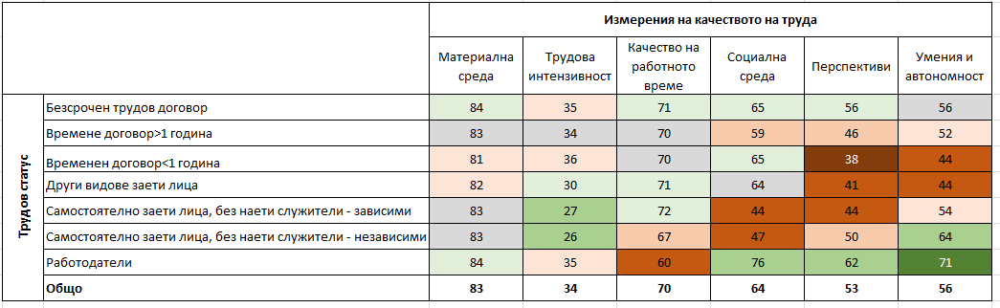 Измерения на качеството на труда
Материална среда Трудова интензивност Качество на работното време Социална среда Перспективи Умения и автономност
Трудов статус
Безсрочен трудов договор 84 35 71 65 56 56
Времене договор>1 година 83 34 70 59 46 52
Временен договор<1 година 81 36 70 65 38 44
Други видове заети лица 82 30 71 64 41 44
Самостоятелно заети лица, без наети служители - зависими 83 27 72 44 44 54
Самостоятелно заети лица, без наети служители - независими 83 26 67 47 50 64
Работодатели 84 35 60 76 62 71
Общо 83 34 70 64 53 56